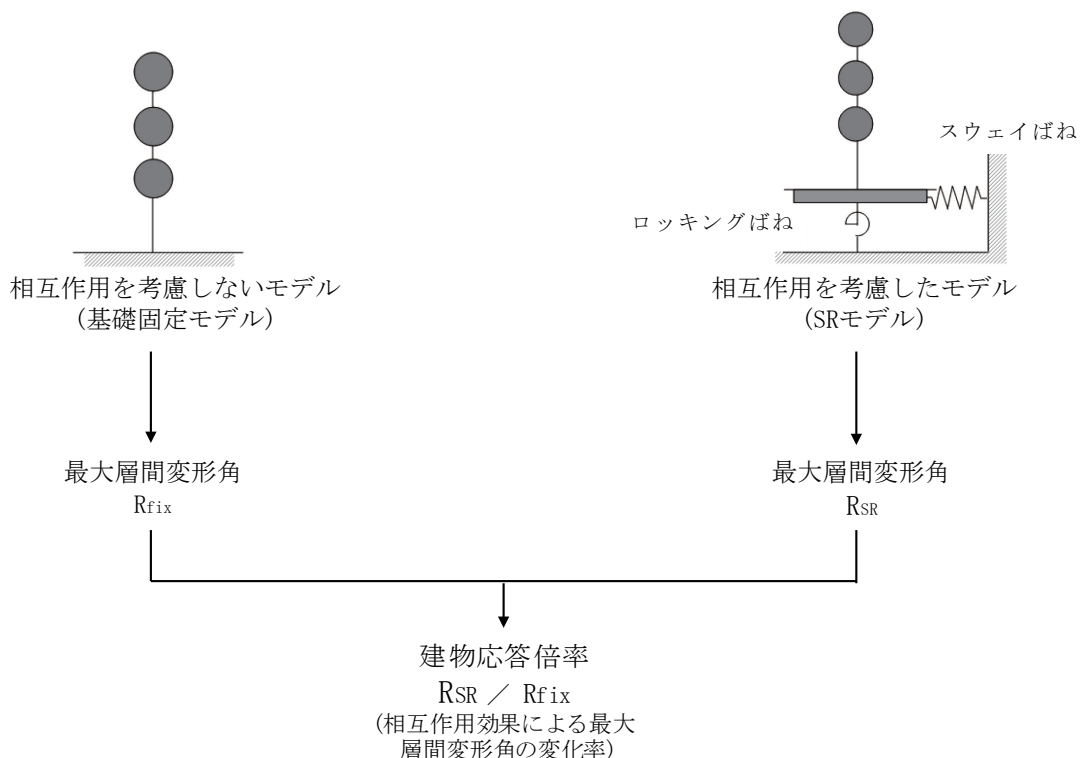 スウェイばね
ロッキングばね
相互作用を考慮しないモデル
(基礎固定モデル)
相互作用を考慮したモデル
(SRモデル)
最大層間変形角
Rfix
最大層間変形角
RSR
建物応答倍率
RSR ／ Rfix
(相互作用効果による最大
層間変形角の変化率)